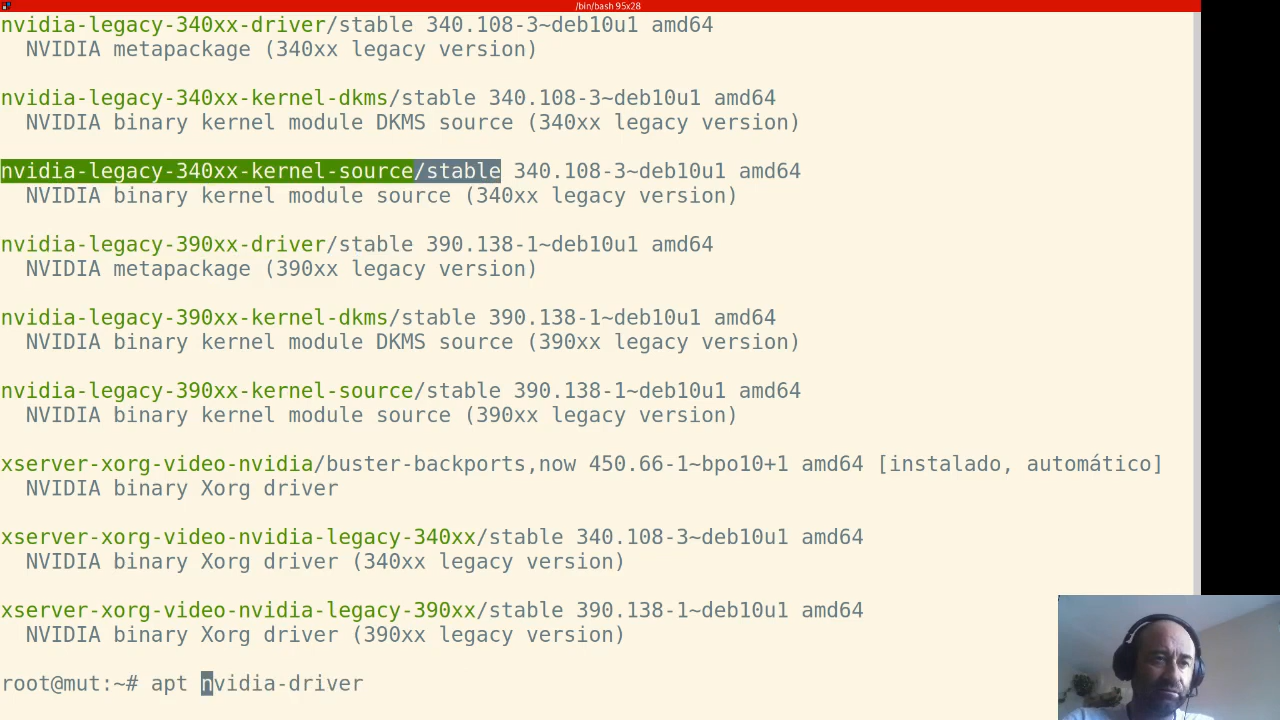 /bin/bash 95x28
nvidia-legacy-340xx-driver/stable 340.108-3~deb10u1 amd64
NVIDIA metapackage (340xx legacy version)
nvidia-legacy-340xx-kernel-dkms/stable 340.108-3~deb10u1 amd64
NVIDIA binary kernel module DKMS source (340xx legacy version)
nvidia-legacy-340xx-kernel-source/stable 340.108-3~deb10u1 amd64
NVIDIA binary kernel module source (340xx legacy version)
nvidia-legacy-390xx-driver/stable 390.138-1~deb10u1 amd64
NVIDIA metapackage (390xx legacy version)
nvidia-legacy-390xx-kernel-dkms/stable 390.138-1~deb10u1 amd64
NVIDIA binary kernel module DKMS source (390xx legacy version)
nvidia-legacy-390xx-kernel-source/stable 390.138-1~deb10u1 amd64
NVIDIA binary kernel module source (390xx legacy version)
xserver-xorg-video-nvidia/buster-backports,now 450.66-1~bpo10+1 amd64 [instalado, automático]
NVIDIA binary Xorg driver
xserver-xorg-video-nvidia-legacy-340xx/stable 340.108-3~deb10u1 amd64
NVIDIA binary Xorg driver (340xx legacy version)
xserver-xorg-video-nvidia-legacy-390xx/stable 390.138-1~deb10u1 amd64
NVIDIA binary Xorg driver (390xx legacy version)
root@mut:~# apt nvidia-driver